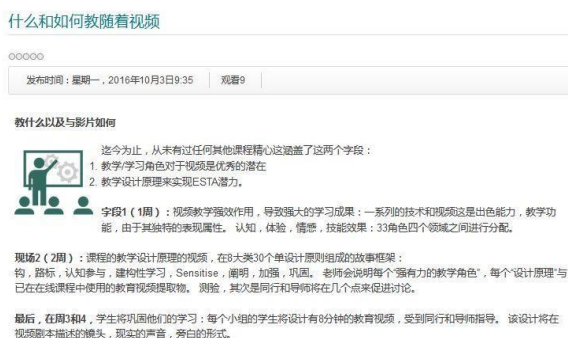 什么和如何教随着视频
发布时间：星期一，2016年10月3日9:35 观看9
教什么以及与影片如何
迄今为止，从未有过任何其他课程精心这涵盖了这两个字段：
1. 教学/学习角色对于视频是优秀的潜在
2. 教学设计原理来实现ESTA潜力。
字段1（1周）：视频教学强效作用，导致强大的学习成果：一系列的技术和视频这是出色能力，教学功
能，由于其独特的表现属性。 认知，体验，情感，技能效果：33角色四个领域之间进行分配。
现场2（2周）：课程的教学设计原理的视频，在8大类30个单设计原则组成的故事框架：
钩，路标，认知参与，建构性学习，Sensitise，阐明，加强，巩固。 老师会说明每个“强有力的教学角色”，每个“设计原理”与
已在在线课程中使用的教育视频提取物。 测验，其次是同行和导师将在几个点来促进讨论。
最后，在周3和4，学生将巩固他们的学习：每个小组的学生将设计有8分钟的教育视频，受到同行和导师指导。 该设计将在
视频剧本描述的镜头，现实的声音，旁白的形式。